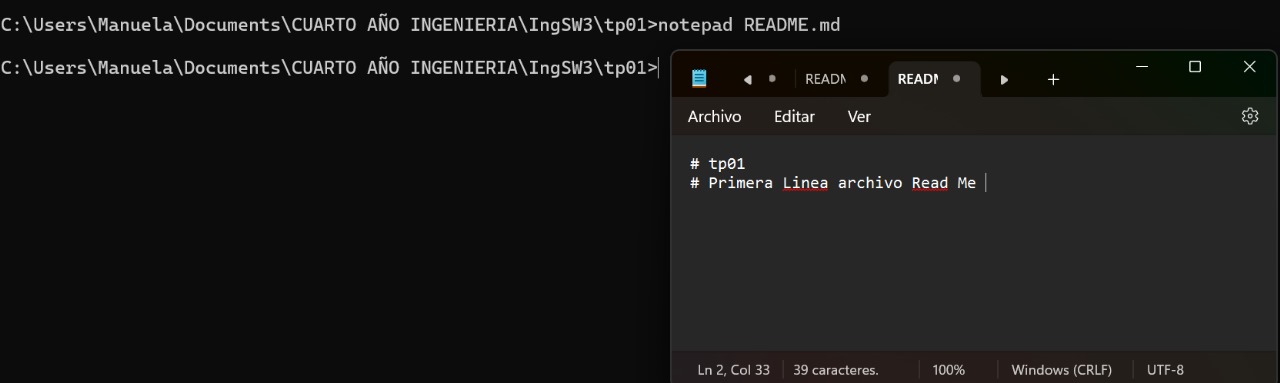 C:\Users\Manuela\Documents\CUARTO AÑO INGENIERIA\IngSW3\tp01>notepad README.md
C:\Users\Manuela\Documents\CUARTO AÑO INGENIERIA\IngSW3\tp01>
READM READM
Archivo Editar Ver
# tp01
# Primera Linea archivo Read Me
Ln 2, Col 33 39 caracteres. 100% Windows (CRLF) UTF-8